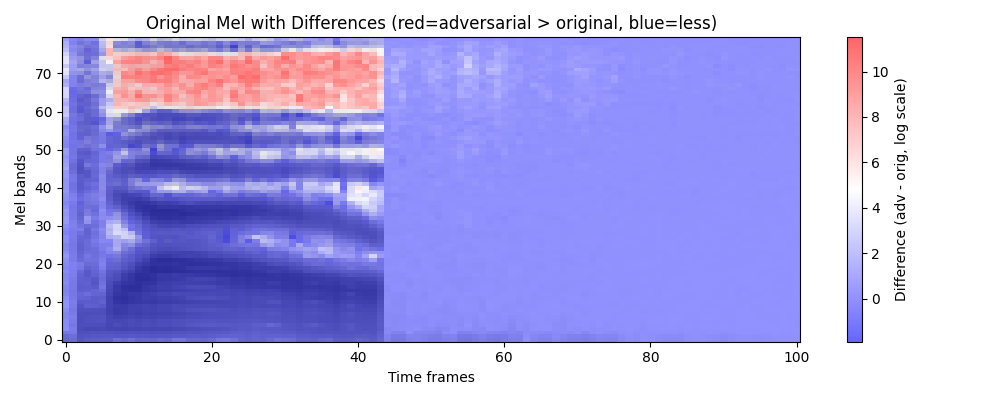 Original Mel with Differences (red=adversarial > original, blue=less)
Mel bands
70
60
50
40
30
20
10
0
0 20 40 60 80 100
Time frames
10
8
6
4
2
0
Difference (adv - orig, log scale)